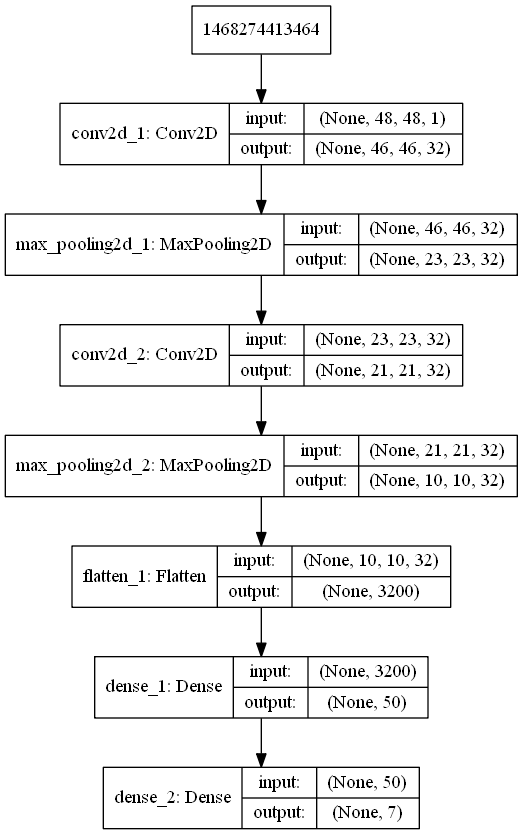 1468274413464
conv2d_1: Conv2D
input: (None, 48, 48, 1)
output: (None, 46, 46, 32)
max_pooling2d_1: MaxPooling2D
input: (None, 46, 46, 32)
output: (None, 23, 23, 32)
conv2d_2: Conv2D
input: (None, 23, 23, 32)
output: (None, 21, 21, 32)
max_pooling2d_2: MaxPooling2D
input: (None, 21, 21, 32)
output: (None, 10, 10, 32)
flatten_1: Flatten
input: (None, 10, 10, 32)
output: (None, 3200)
dense_1: Dense
input: (None, 3200)
output: (None, 50)
dense_2: Dense
input: (None, 50)
output: (None, 7)